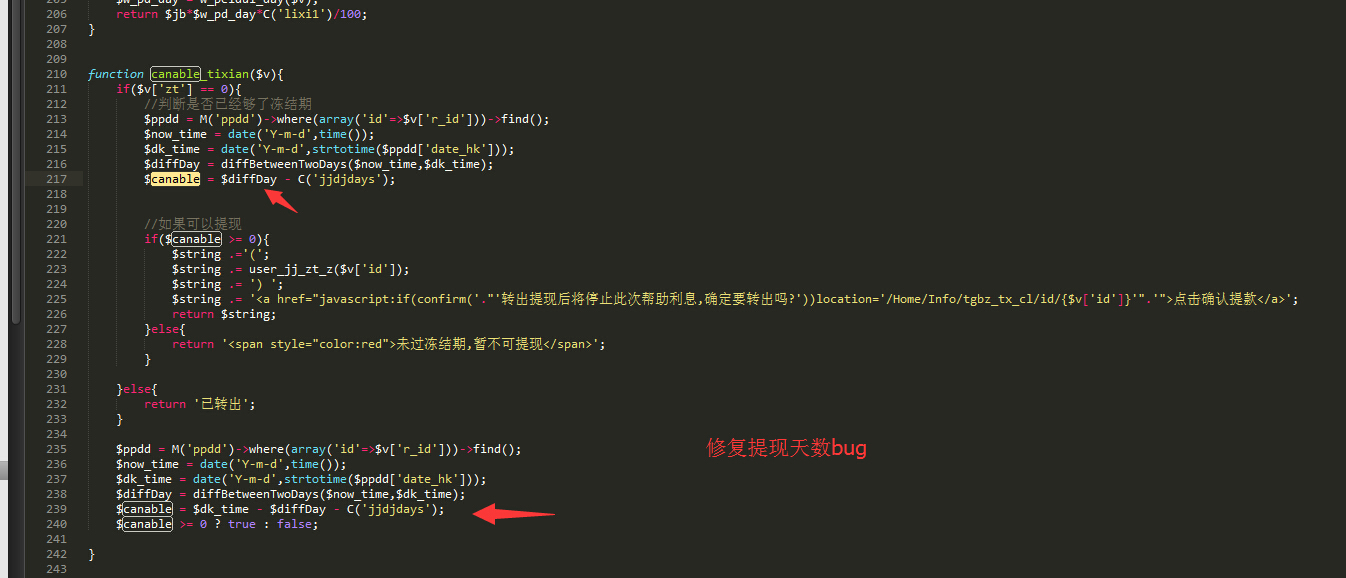 205 $w_pd_day = w_peidui_day($v);
206 return $jb*$w_pd_day*C('lixi1')/100;
207 }
208
209
210 function canable_tixian($v){
211 if($v['zt'] == 0){
212 //判断是否已经够了冻结期
213 $ppdd = M('ppdd')->where(array('id'=>$v['r_id']))->find();
214 $now_time = date('Y-m-d',time());
215 $dk_time = date('Y-m-d',strtotime($ppdd['date_hk']));
216 $diffDay = diffBetweenTwoDays($now_time,$dk_time);
217 $canable = $diffDay - C('jjdjdays');
218
219
220 //如果可以提现
221 if($canable >= 0){
222 $string .='(';
223 $string .= user_jj_zt_z($v['id']);
224 $string .= ') ';
225 $string .= '<a href="javascript:if(confirm('."'转出提现后将停止此次帮助利息,确定要转出吗?'))location='/Home/Info/tgbz_tx_cl/id/{$v['id']}'".'">点击确认提款</a>';
226 return $string;
227 }else{
228 return '<span style="color:red">未过冻结期,暂不可提现</span>';
229 }
230
231 }else{
232 return '已转出';
233 }
234
235 $ppdd = M('ppdd')->where(array('id'=>$v['r_id']))->find();
修复提现天数bug
236 $now_time = date('Y-m-d',time());
237 $dk_time = date('Y-m-d',strtotime($ppdd['date_hk']));
238 $diffDay = diffBetweenTwoDays($now_time,$dk_time);
239 $canable = $dk_time - $diffDay - C('jjdjdays');
240 $canable >= 0 ? true : false;
241
242 }
243